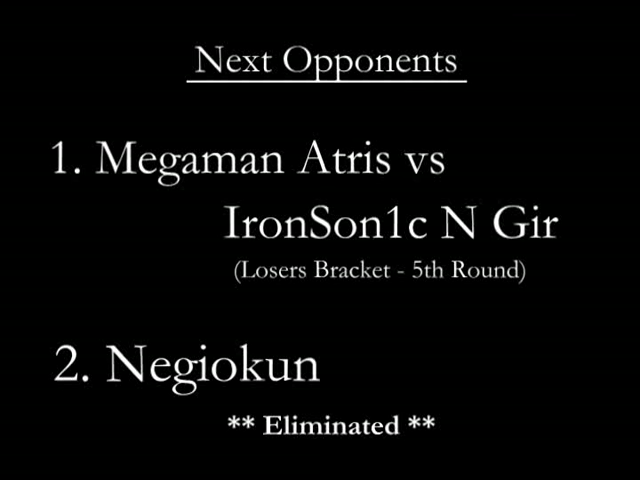 Next Opponents
1. Megaman Atris vs
IronSon1c N Gir
(Losers Bracket - 5th Round)
2. Negiokun
** Eliminated **